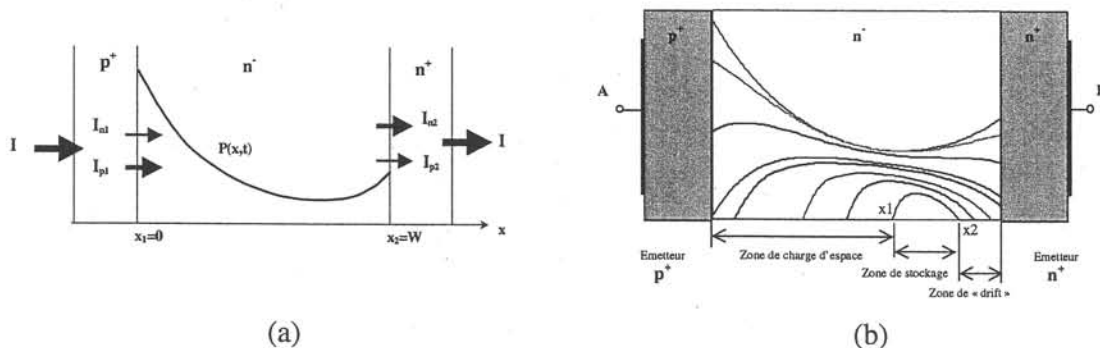 p+
n-
n+
I
In1
Ip1
P(x,t)
In2
Ip2
I
x
x1=0
x2=W
(a)
p+
n-
n+
A
x1
x2
Zone de charge d'espace
Zone de stockage
Zone de « drift »
Emetteur
p+
Emetteur
n+
(b)